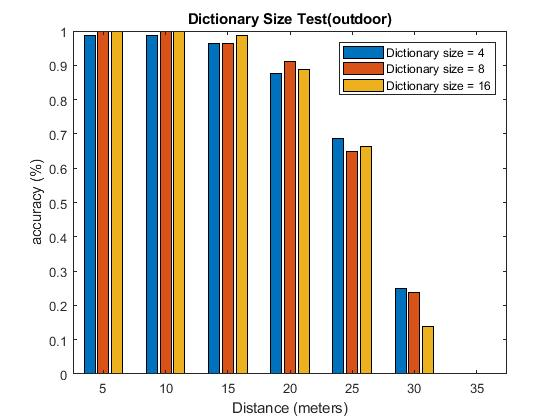 Dictionary Size Test(outdoor)
1
0.9
0.8
0.7
0.6
0.5
0.4
0.3
0.2
0.1
0
accuracy (%)
Dictionary size = 4
Dictionary size = 8
Dictionary size = 16
5 10 15 20 25 30 35
Distance (meters)